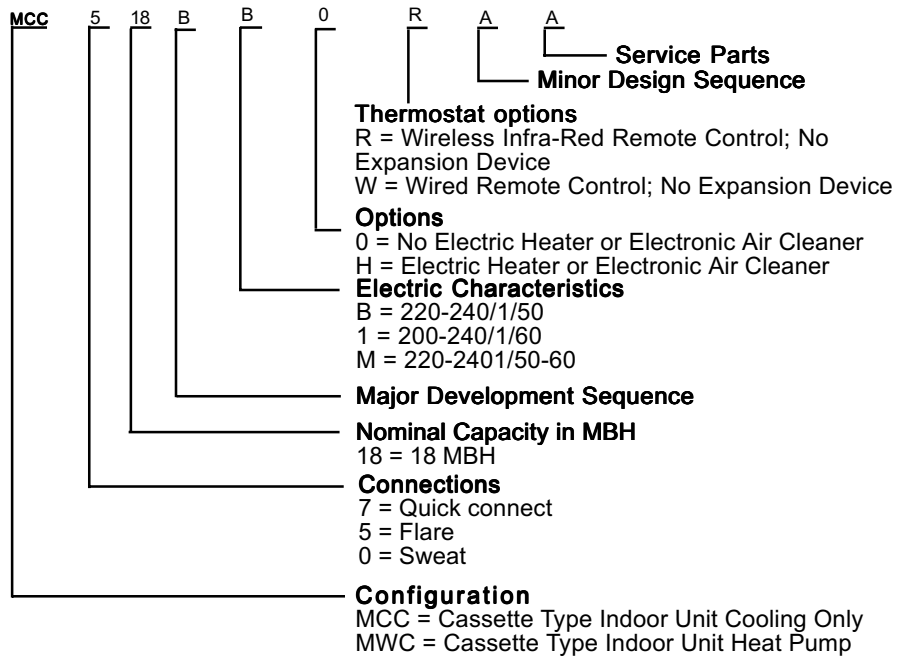 MCC 5 18 B B 0 R A A
Service Parts
Minor Design Sequence
Thermostat options
R = Wireless Infra-Red Remote Control; No
Expansion Device
W = Wired Remote Control; No Expansion Device
Options
0 = No Electric Heater or Electronic Air Cleaner
H = Electric Heater or Electronic Air Cleaner
Electric Characteristics
B = 220-240/1/50
1 = 200-240/1/60
M = 220-2401/50-60
Major Development Sequence
Nominal Capacity in MBH
18 = 18 MBH
Connections
7 = Quick connect
5 = Flare
0 = Sweat
Configuration
MCC = Cassette Type Indoor Unit Cooling Only
MWC = Cassette Type Indoor Unit Heat Pump